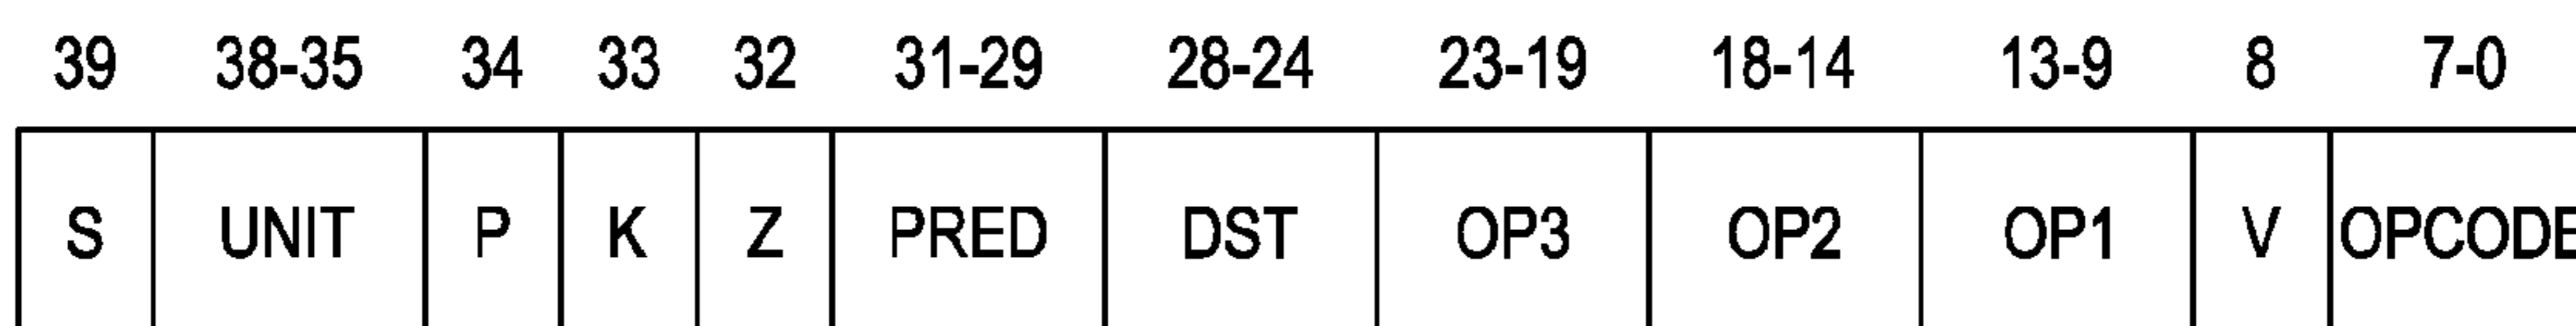 39 38-35 34 33 32 31-29 28-24 23-19 18-14 13-9 8 7-0
S UNIT P K Z PRED DST OP3 OP2 OP1 V OPCODE